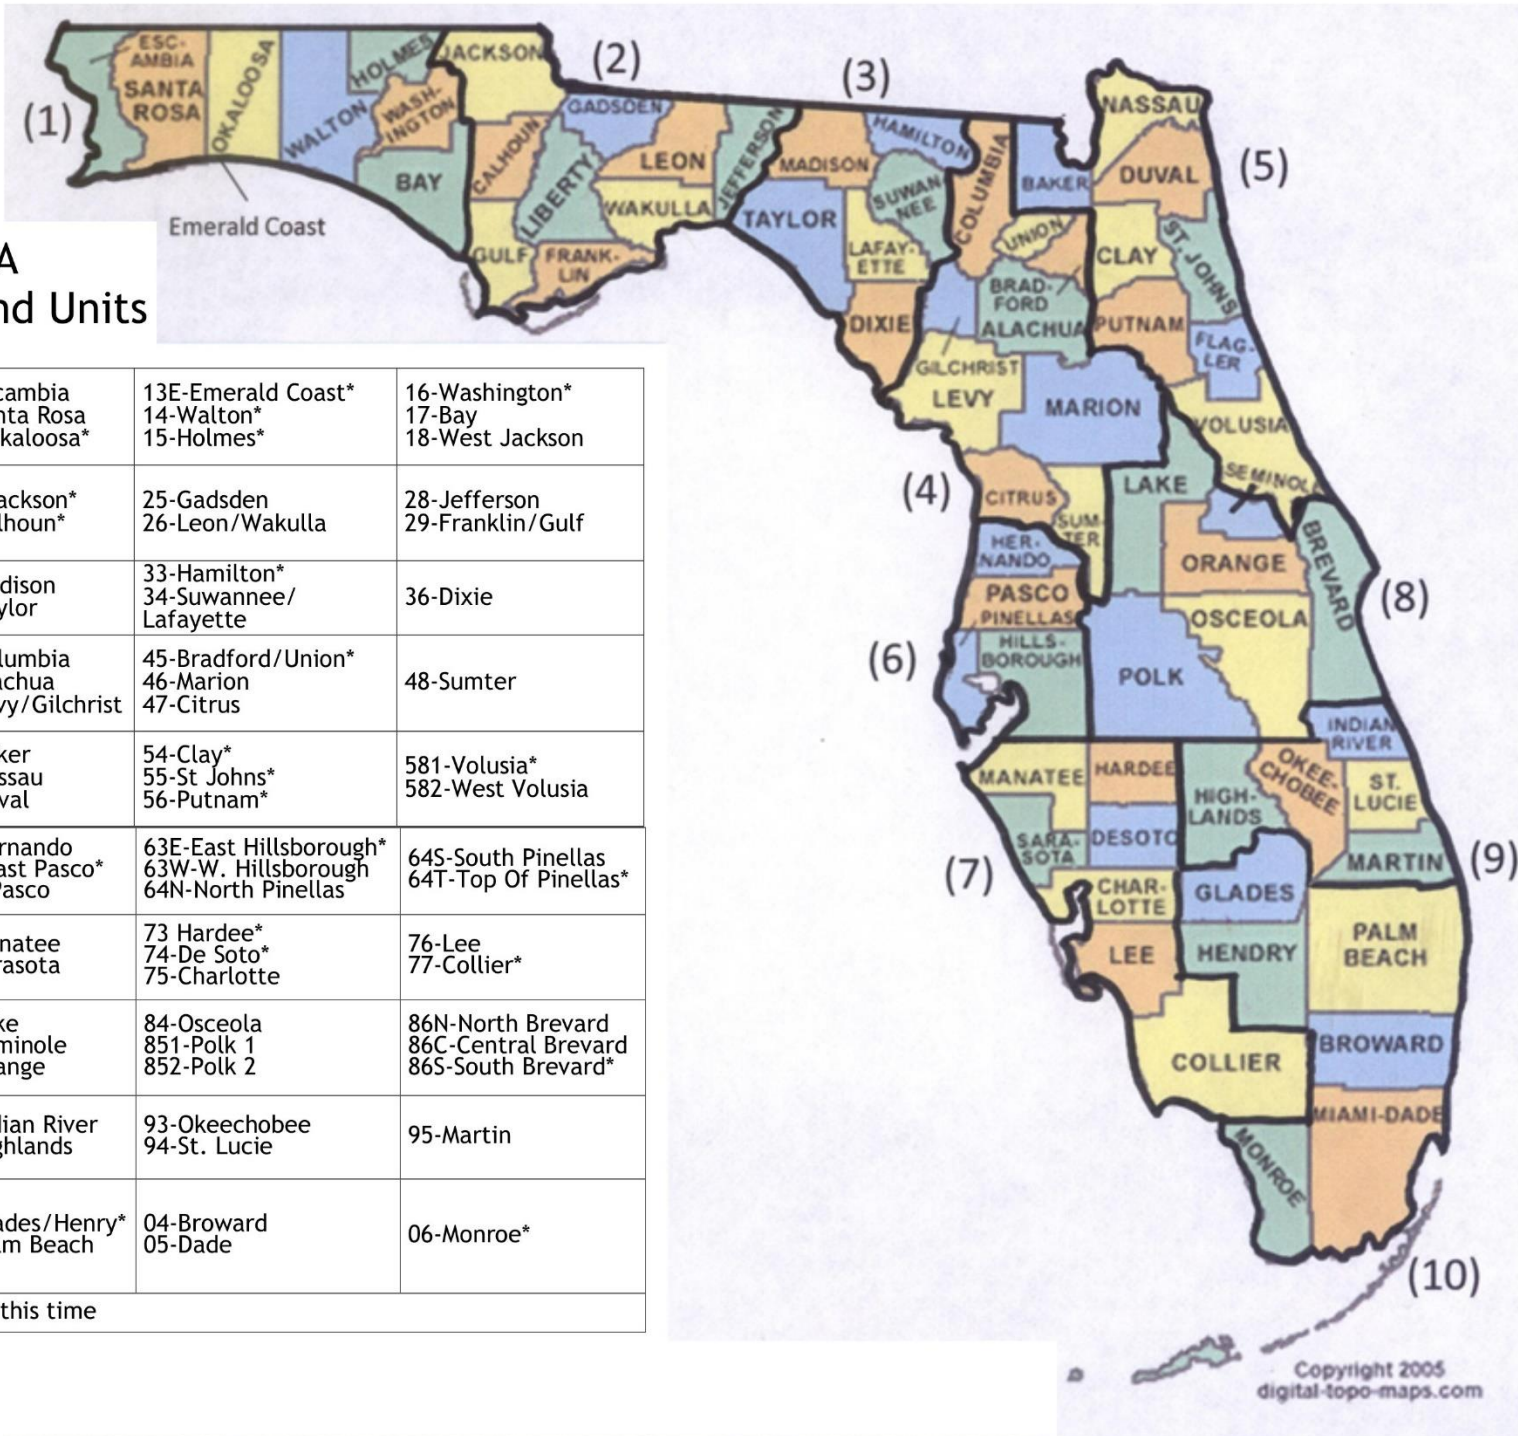 (1)
ESC-
AMBIA
SANTA
ROSA
OKALOOSA
WALTON
HOLMES
WASH-
INGTON
BAY
JACKSON
(2)
CALHOUN
GULF
LIBERTY
GADSDEN
LEON
WAKULLA
FRANK-
LIN
JEFFERSON
(3)
MADISON
TAYLOR
HAMILTON
SUWAN-
NEE
LAFAY-
ETTE
DIXIE
COLUMBIA
BAKER
UNION
BRAD-
FORD
ALACHUA
NASSAU
DUVAL
(5)
CLAY
ST JOHNS
PUTNAM
FLAG-
LER
GILCHRIST
LEVY
MARION
VOLUSIA
(4)
CITRUS
SUM-
TER
LAKE
SEMINOLE
HER-
NANDO
PASCO
PINELLAS
HILLS-
BOROUGH
(6)
ORANGE
OSCEOLA
BREVARD
(8)
POLK
INDIAN
RIVER
MANATEE
HARDEE
HIGH-
LANDS
OKEE-
CHOBEE
ST.
LUCIE
SARA-
SOTA
DESOTO
MARTIN
(9)
(7)
CHAR-
LOTTE
GLADES
LEE
HENDRY
PALM
BEACH
COLLIER
BROWARD
MIAMI-DADE
MONROE
(10)
Emerald Coast
A
nd Units
cambia
nta Rosa
kaloosa*
13E-Emerald Coast*
14-Walton*
15-Holmes*
16-Washington*
17-Bay
18-West Jackson
ackson*
lhoun*
25-Gadsden
26-Leon/Wakulla
28-Jefferson
29-Franklin/Gulf
dison
ylor
33-Hamilton*
34-Suwannee/
Lafayette
36-Dixie
lumbia
achua
vy/Gilchrist
45-Bradford/Union*
46-Marion
47-Citrus
48-Sumter
ker
ssau
val
54-Clay*
55-St Johns*
56-Putnam*
581-Volusia*
582-West Volusia
rnando
ast Pasco*
Pasco
63E-East Hillsborough*
63W-W. Hillsborough
64N-North Pinellas
64S-South Pinellas
64T-Top Of Pinellas*
natee
rasota
73 Hardee*
74-De Soto*
75-Charlotte
76-Lee
77-Collier*
ke
minole
ange
84-Osceola
851-Polk 1
852-Polk 2
86N-North Brevard
86C-Central Brevard
86S-South Brevard*
dian River
ghlands
93-Okeechobee
94-St. Lucie
95-Martin
ades/Henry*
lm Beach
04-Broward
05-Dade
06-Monroe*
this time
Copyright 2005
digital-topo-maps.com